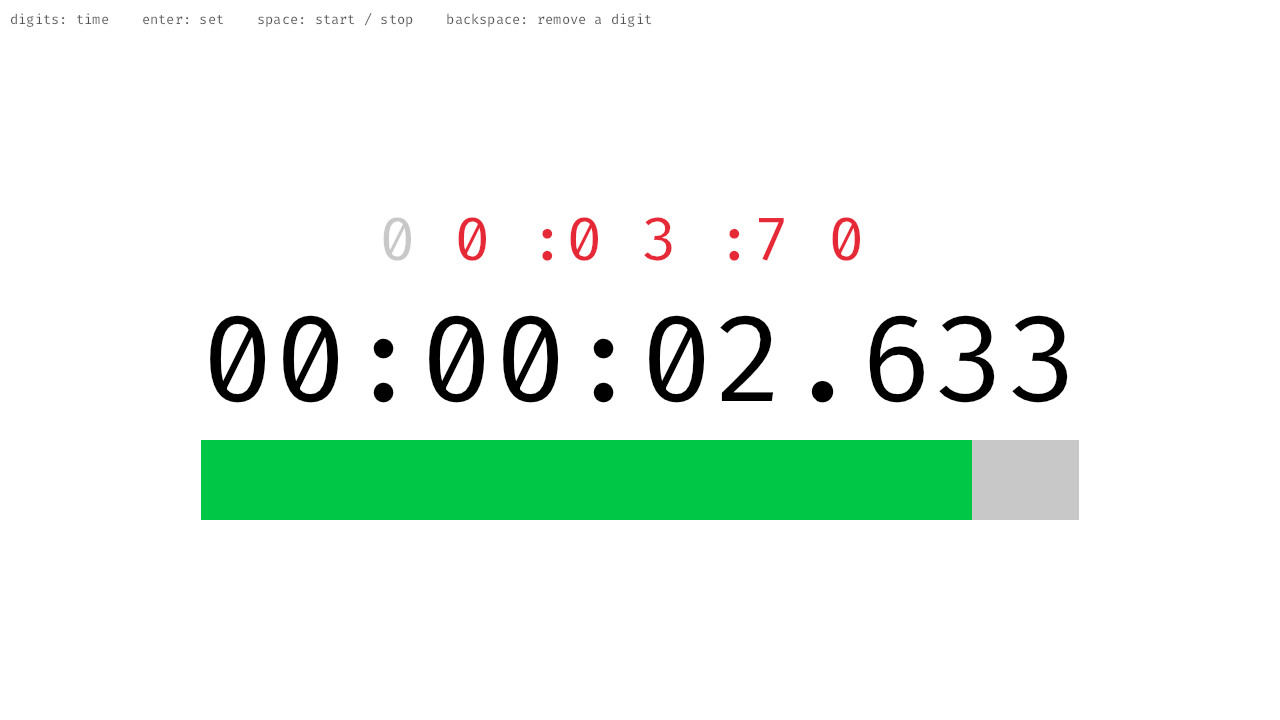 digits: time    enter: set    space: start / stop    backspace: remove a digit
0 0 :0 3 :7 0
00:00:02.633